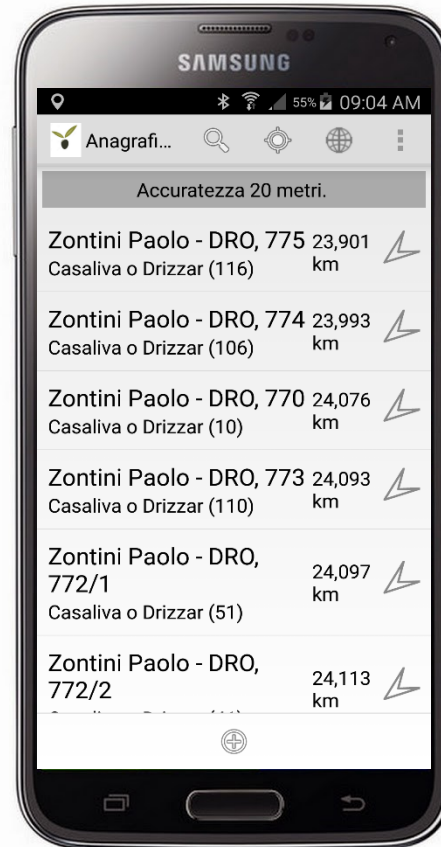 SAMSUNG
55% 09:04 AM
Anagrafi...
Accuratezza 20 metri.
Zontini Paolo - DRO, 775 23,901
Casaliva o Drizzar (116) km
Zontini Paolo - DRO, 774 23,993
Casaliva o Drizzar (106) km
Zontini Paolo - DRO, 770 24,076
Casaliva o Drizzar (10) km
Zontini Paolo - DRO, 773 24,093
Casaliva o Drizzar (110) km
Zontini Paolo - DRO,
772/1 24,097
km
Casaliva o Drizzar (51)
Zontini Paolo - DRO,
772/2 24,113
km